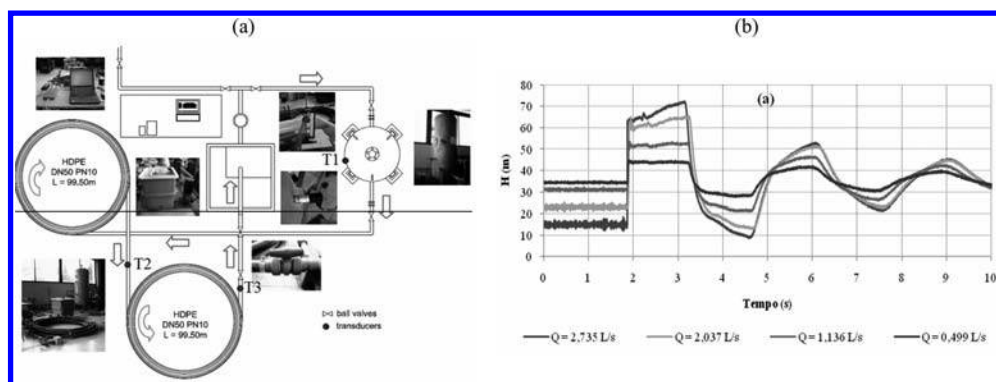 (a)
HDPE
DN50 PN10
L = 99.50m
T1
T2
T3
HDPE
DN50 PN10
L = 99.50m
ball valves
transducers
(b)
(a)
H (m)
80
70
60
50
40
30
20
10
0
0 1 2 3 4 5 6 7 8 9 10
Tempo (s)
Q = 2,735 L/s Q = 2,037 L/s Q = 1,136 L/s Q = 0,499 L/s